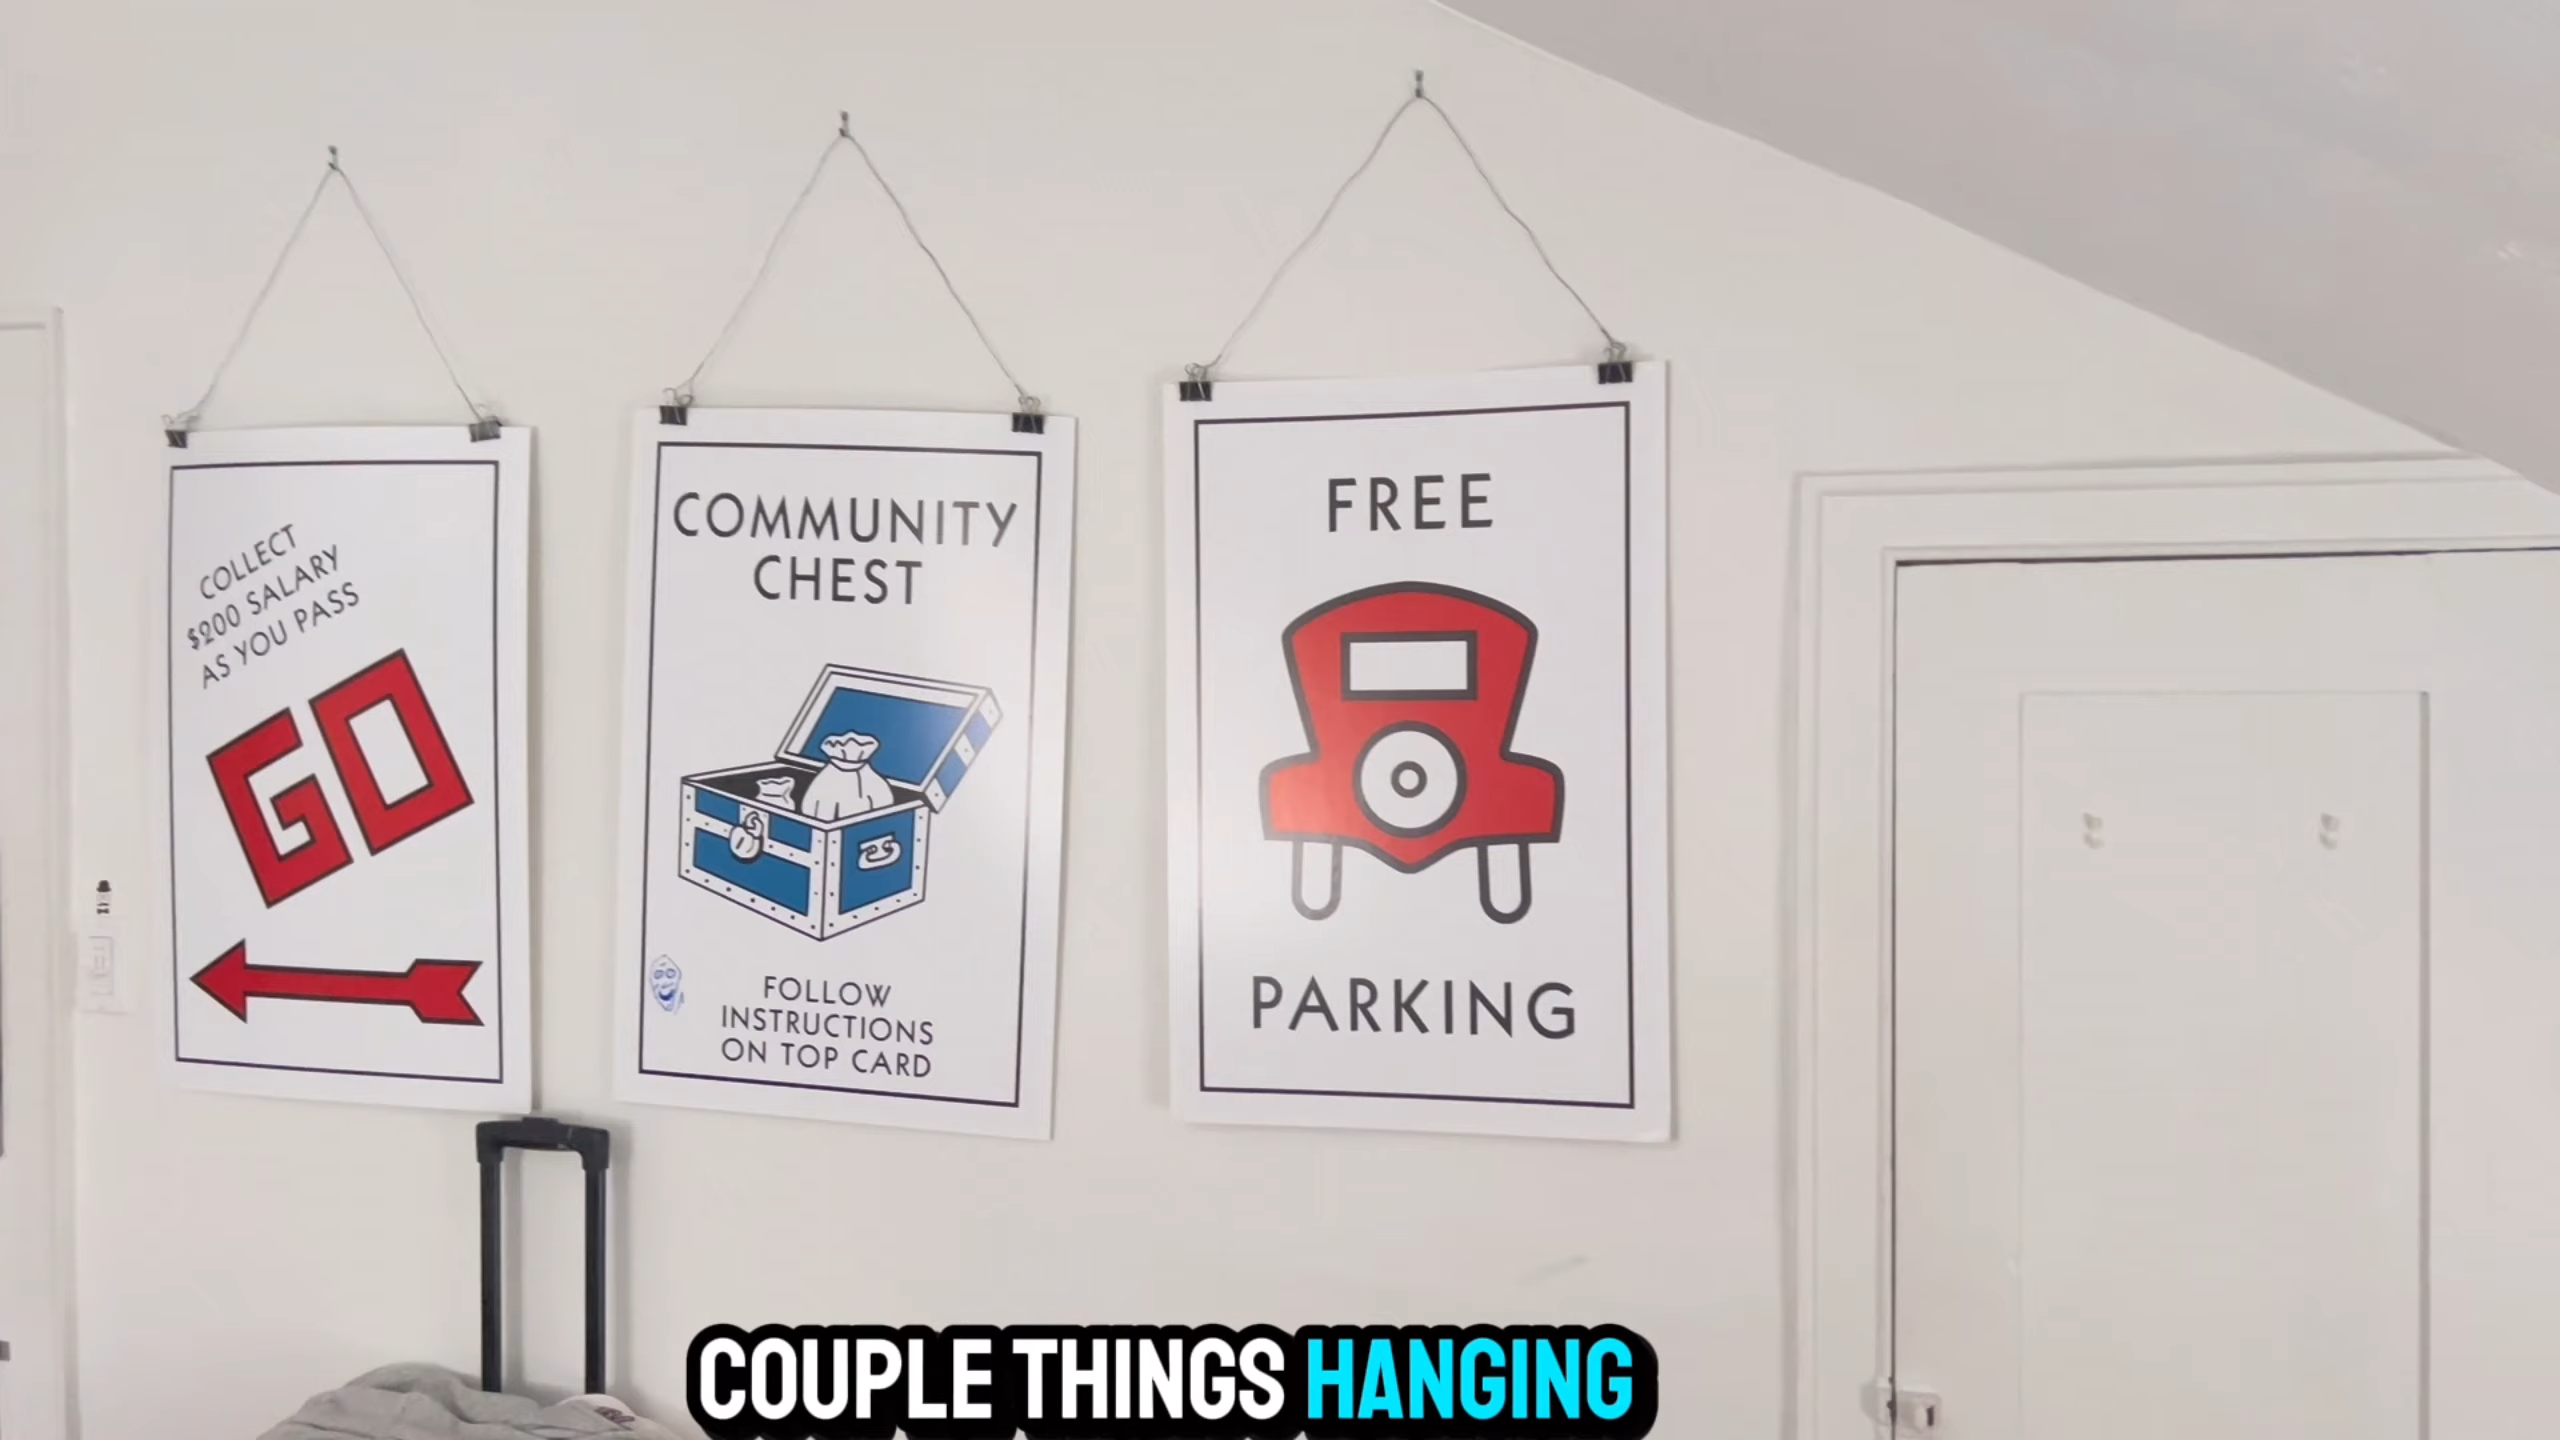 COLLECT
$200 SALARY
AS YOU PASS
GO
COMMUNITY
CHEST
FOLLOW
INSTRUCTIONS
ON TOP CARD
FREE
PARKING
COUPLE THINGS HANGING